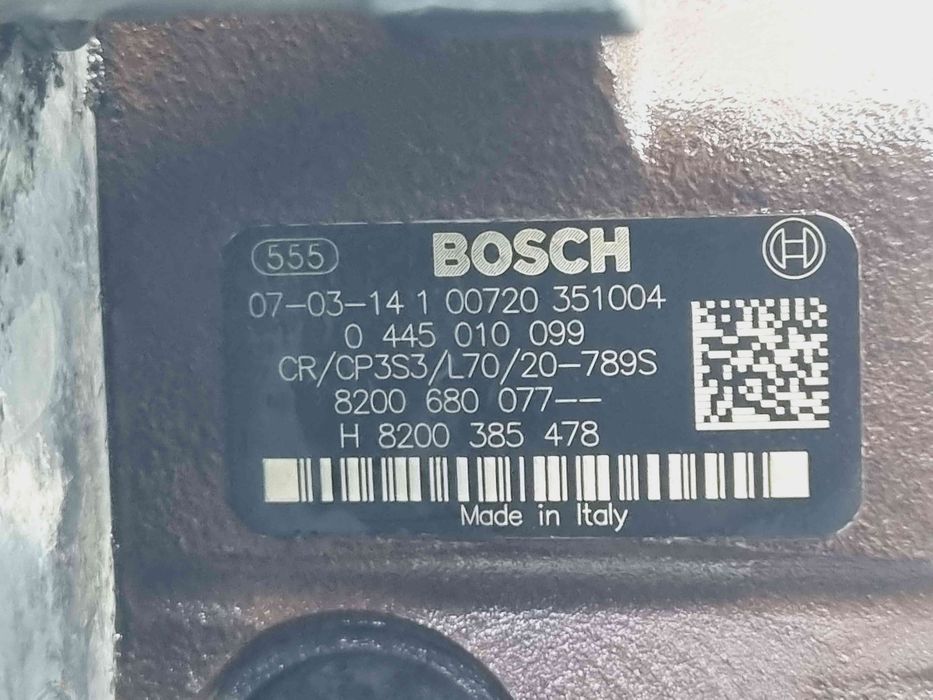 555 BOSCH H
07-03-14 1 00720 351004
0 445 010 099
CR/CP3S3/L70/20-789S
8200 680 077--
H 8200 385 478
Made in Italy